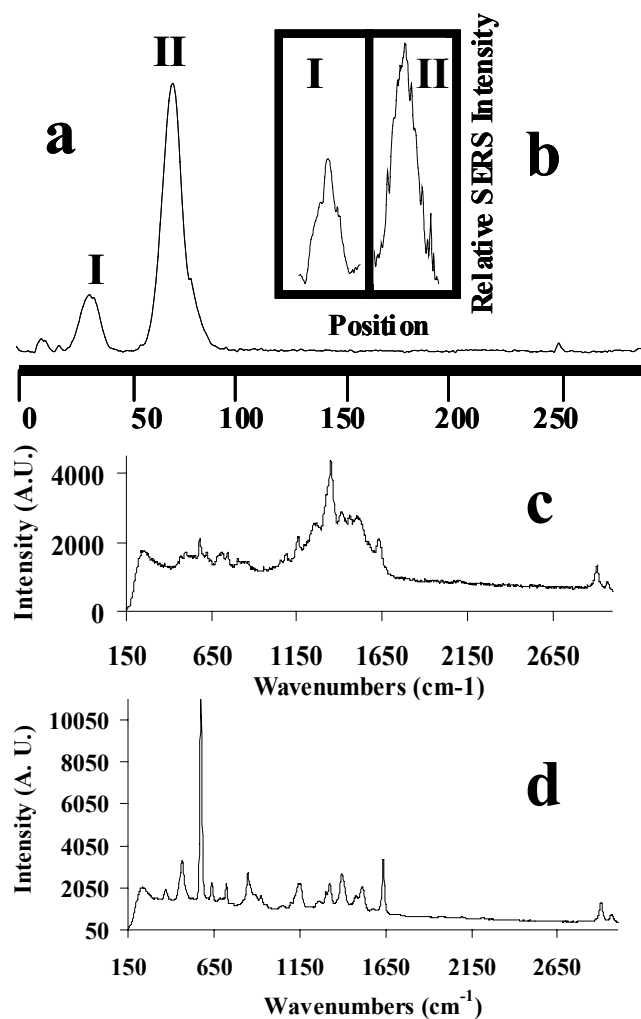 a
I
II
I
II
Relative SERS Intensity
b
Position
0 50 100 150 200 250
Intensity (A.U.)
4000
2000
0
c
150 650 1150 1650 2150 2650
Wavenumbers (cm-1)
Intensity (A. U.)
10050
8050
6050
4050
2050
50
d
150 650 1150 1650 2150 2650
Wavenumbers (cm-1)